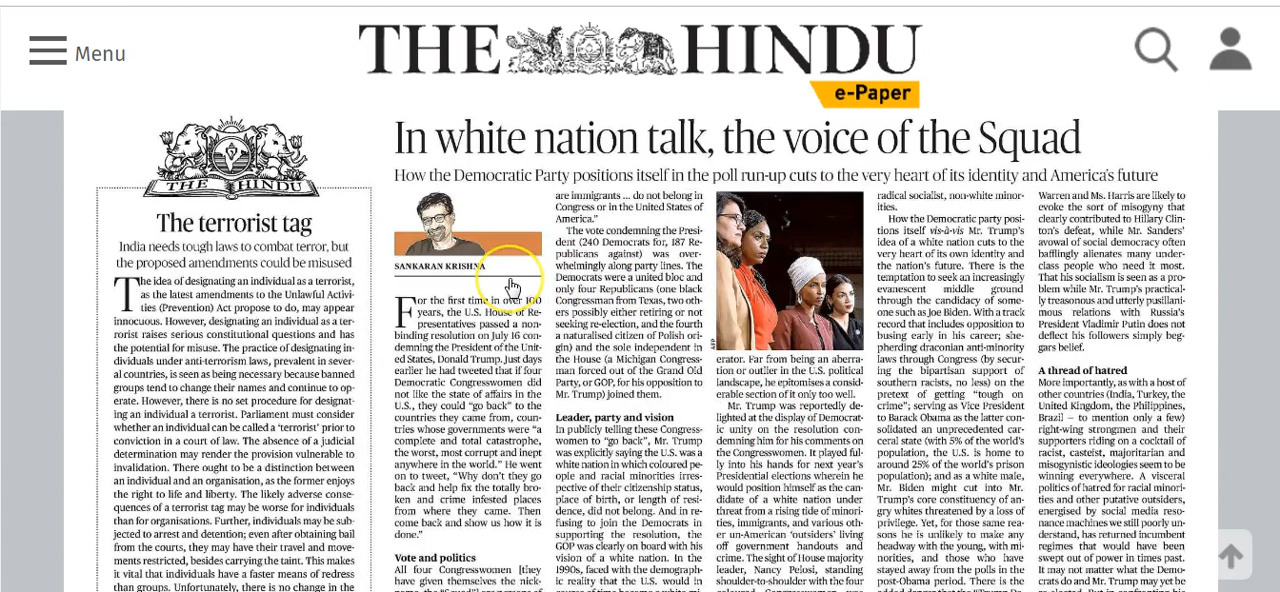 Menu
THE HINDU
e-Paper
THE HINDU
The terrorist tag
India needs tough laws to combat terror, but
the proposed amendments could be misused
The idea of designating an individual as a terrorist,
as the latest amendments to the Unlawful Activi-
ties (Prevention) Act propose to do, may appear
innocuous. However, designating an individual as a ter-
rorist raises serious constitutional questions and has
the potential for misuse. The practice of designating in-
dividuals under anti-terrorism laws, prevalent in sever-
al countries, is seen as being necessary because banned
groups tend to change their names and continue to op-
erate. However, there is no set procedure for designat-
ing an individual a terrorist. Parliament must consider
whether an individual can be called a 'terrorist' prior to
conviction in a court of law. The absence of a judicial
determination may render the provision vulnerable to
invalidation. There ought to be a distinction between
an individual and an organisation, as the former enjoys
the right to life and liberty. The likely adverse conse-
quences of a terrorist tag may be worse for individuals
than for organisations. Further, individuals may be sub-
jected to arrest and detention; even after obtaining bail
from the courts, they may have their travel and move-
ments restricted, besides carrying the taint. This makes
it vital that individuals have a faster means of redress
than groups. Unfortunately, there is no change in the
In white nation talk, the voice of the Squad
How the Democratic Party positions itself in the poll run-up cuts to the very heart of its identity and America's future
SANKARAN KRISHNA
For the first time in over 100
years, the U.S. House of Re-
presentatives passed a non-
binding resolution on July 16 con-
demning the President of the Unit-
ed States, Donald Trump. Just days
earlier he had tweeted that if four
Democratic Congresswomen did
not like the state of affairs in the
U.S., they could "go back" to the
countries they came from, "coun-
tries whose governments were "a
complete and total catastrophe,
the worst, most corrupt and inept
anywhere in the world." He went
on to tweet, "Why don't they go
back and help fix the totally bro-
ken and crime infested places
from where they came. Then
come back and show us how it is
done."
Vote and politics
All four Congresswomen [they
have given themselves the nick-
are immigrants ... do not belong in
Congress or in the United States of
America."
The vote condemning the Presi-
dent (240 Democrats for, 187 Re-
publicans against) was over-
whelmingly along party lines. The
Democrats were a united bloc and
only four Republicans (one black
Congressman from Texas, two oth-
ers possibly either retiring or not
seeking re-election, and the fourth
a naturalised citizen of Polish orig-
in) and the sole independent in
the House (a Michigan Congress-
man forced out of the Grand Old
Party, or GOP, for his opposition to
Mr. Trump) joined them.
Leader, party and vision
In publicly telling these Congress-
women to "go back", Mr. Trump
was explicitly saying the U.S. was a
white nation in which coloured peo-
ple and racial minorities irres-
pective of their citizenship status,
place of birth, or length of resi-
dence, did not belong. And in re-
fusing to join the Democrats in
supporting the resolution, the
GOP was clearly on board with his
vision of a white nation. In the
1990s, faced with the demograph-
ic reality that the U.S. would in
AFP
erator. Far from being an aberra-
tion or outlier in the U.S. political
landscape, he epitomises a consid-
erable section of it only too well.
Mr. Trump was reportedly de-
lighted at the display of Democrat-
ic unity on the resolution con-
demning him for his comments on
the Congresswomen. It played ful-
ly into his hands for next year's
Presidential elections wherein he
would position himself as the can-
didate of a white nation under
threat from a rising tide of minori-
ties, immigrants, and various oth-
er un-American 'outsiders' living
off government handouts and
crime. The sight of House majority
leader, Nancy Pelosi, standing
shoulder-to-shoulder with the four
radical socialist, non-white minor-
ities.
How the Democratic party posi-
tions itself vis-à-vis Mr. Trump's
idea of a white nation cuts to the
very heart of its own identity and
the nation's future. There is the
temptation to seek an increasingly
evanescent middle ground
through the candidacy of some-
one such as Joe Biden. With a track
record that includes opposition to
busing early in his career; she-
pherding draconian anti-minority
laws through Congress (by secur-
ing the bipartisan support of
southern racists, no less) on the
pretext of getting "tough on
crime"; serving as Vice President
to Barack Obama as the latter con-
solidated an unprecedented car-
ceral state (with 5% of the world's
population, the U.S. is home to
around 25% of the world's prison
population); and as a white male,
Mr. Biden might cut into Mr.
Trump's core constituency of an-
gry whites threatened by a loss of
privilege. Yet, for those same rea-
sons he is unlikely to make any
headway with the young, with mi-
norities, and those who have
stayed away from the polls in the
post-Obama period. There is the
Warren and Ms. Harris are likely to
evoke the sort of misogyny that
clearly contributed to Hillary Clin-
ton's defeat, while Mr. Sanders'
avowal of social democracy often
bafflingly alienates many under-
class people who need it most.
That his socialism is seen as a pro-
blem while Mr. Trump's practical-
ly treasonous and utterly pusillani-
mous relations with Russia's
President Vladimir Putin does not
deflect his followers simply beg-
gars belief.
A thread of hatred
More importantly, as with a host of
other countries (India, Turkey, the
United Kingdom, the Philippines,
Brazil – to mention only a few)
right-wing strongmen and their
supporters riding on a cocktail of
racist, casteist, majoritarian and
misogynistic ideologies seem to be
winning everywhere. A visceral
politics of hatred for racial minori-
ties and other putative outsiders,
energised by social media reso-
nance machines we still poorly un-
derstand, has returned incumbent
regimes that would have been
swept out of power in times past.
It may not matter what the Demo-
crats do and Mr. Trump may yet be